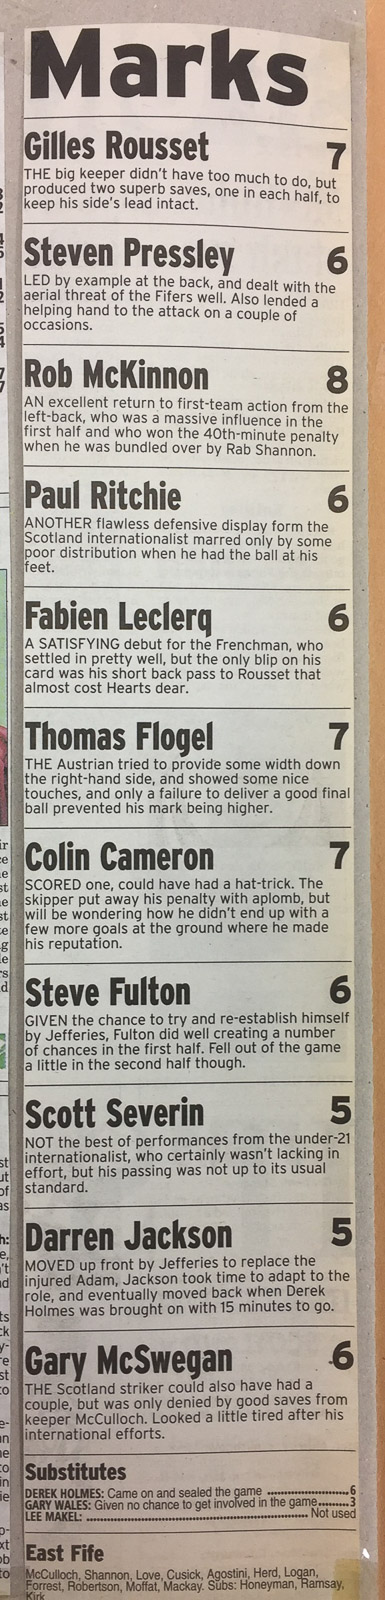 Marks
Gilles Rousset 7
THE big keeper didn't have too much to do, but
produced two superb saves, one in each half, to
keep his side's lead intact.
Steven Pressley 6
LED by example at the back, and dealt with the
aerial threat of the Fifers well. Also lended a
helping hand to the attack on a couple of
occasions.
Rob McKinnon 8
AN excellent return to first-team action from the
left-back, who was a massive influence in the
first half and who won the 40th-minute penalty
when he was bundled over by Rab Shannon.
Paul Ritchie 6
ANOTHER flawless defensive display form the
Scotland internationalist marred only by some
poor distribution when he had the ball at his
feet.
Fabien Leclerq 6
A SATISFYING debut for the Frenchman, who
settled in pretty well, but the only blip on his
card was his short back pass to Rousset that
almost cost Hearts dear.
Thomas Flogel 7
THE Austrian tried to provide some width down
the right-hand side, and showed some nice
touches, and only a failure to deliver a good final
ball prevented his mark being higher.
Colin Cameron 7
SCORED one, could have had a hat-trick. The
skipper put away his penalty with aplomb, but
will be wondering how he didn't end up with a
few more goals at the ground where he made
his reputation.
Steve Fulton 6
GIVEN the chance to try and re-establish himself
by Jefferies, Fulton did well creating a number
of chances in the first half. Fell out of the game
a little in the second half though.
Scott Severin 5
NOT the best of performances from the under-21
internationalist, who certainly wasn't lacking in
effort, but his passing was not up to its usual
standard.
Darren Jackson 5
MOVED up front by Jefferies to replace the
injured Adam, Jackson took time to adapt to the
role, and eventually moved back when Derek
Holmes was brought on with 15 minutes to go.
Gary McSwegan 6
THE Scotland striker could also have had a
couple, but was only denied by good saves from
keeper McCulloch. Looked a little tired after his
international efforts.
Substitutes
DEREK HOLMES: Came on and sealed the game ........................6
GARY WALES: Given no chance to get involved in the game.........3
LEE MAKEL: ................................................................ Not used
East Fife
McCulloch, Shannon, Love, Cusick, Agostini, Herd, Logan,
Forrest, Robertson, Moffat, Mackay. Subs: Honeyman, Ramsay,
Kirk